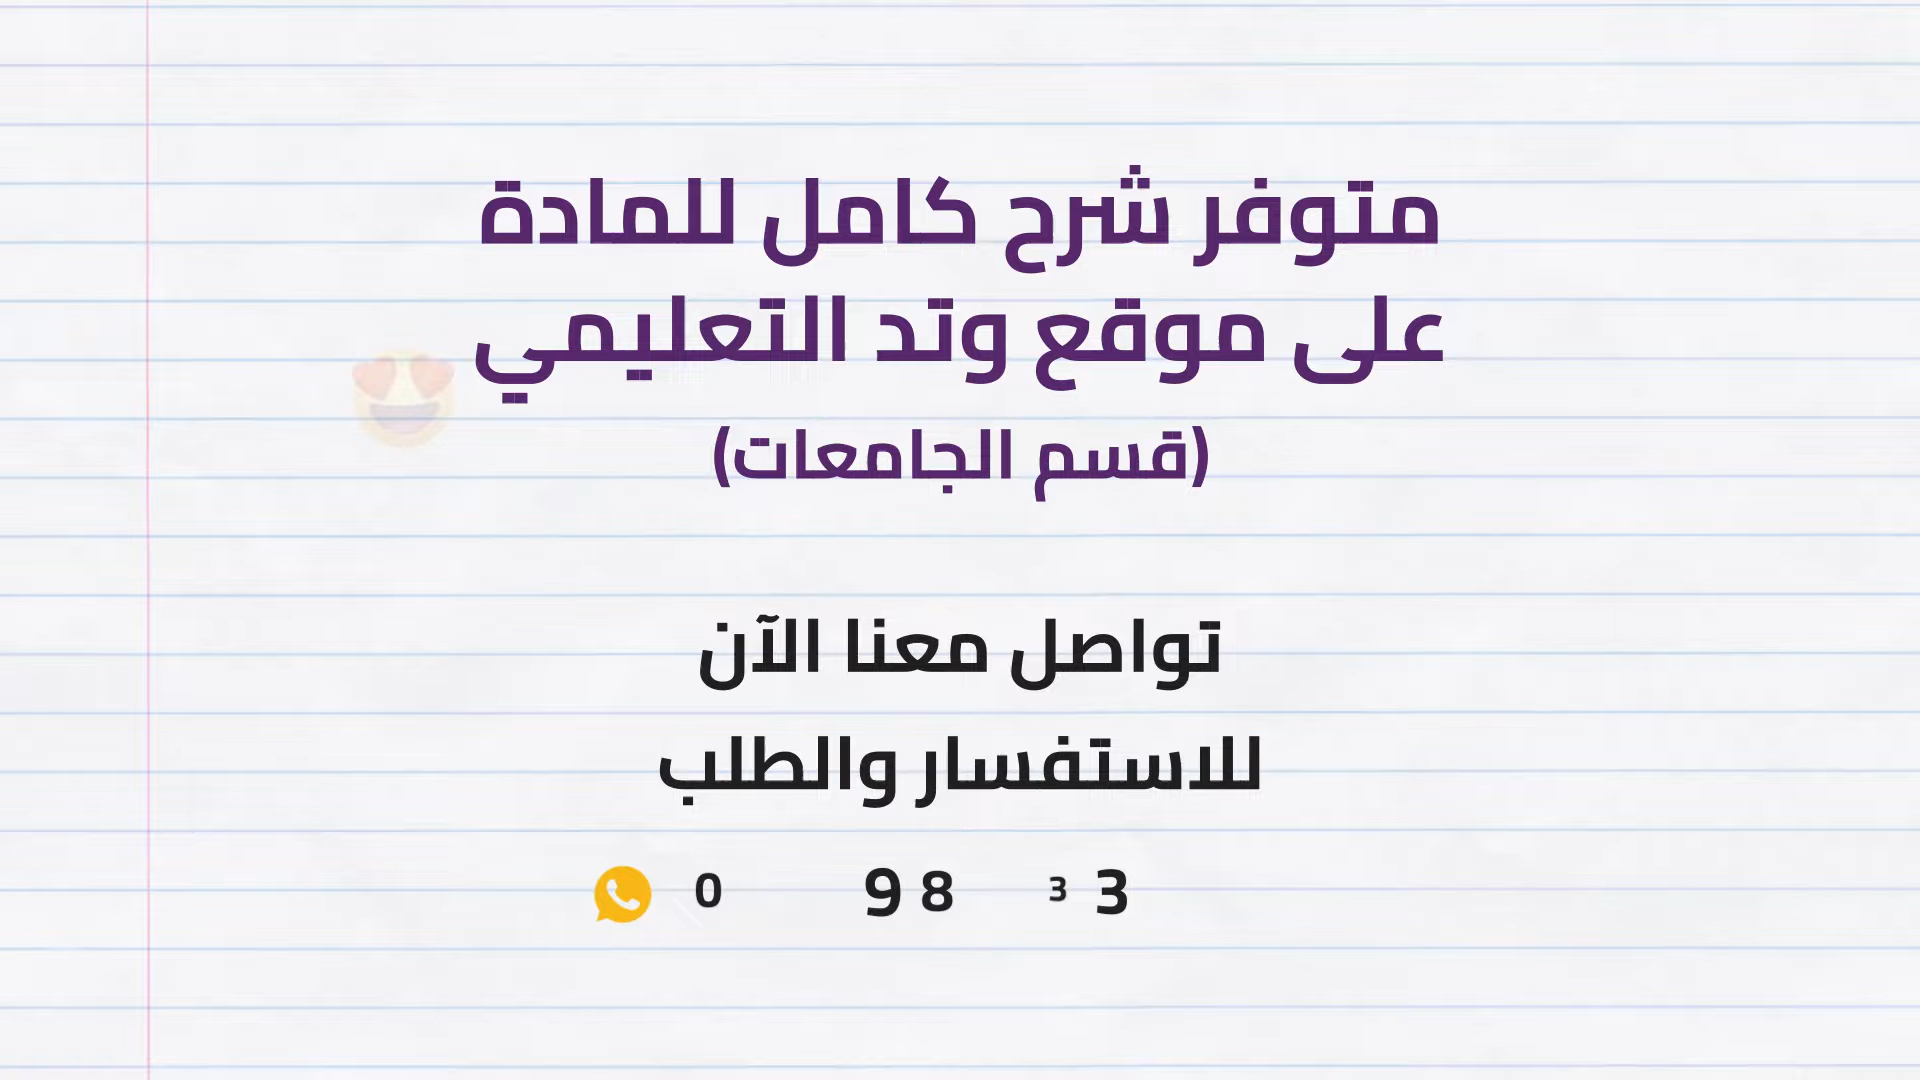 متوفر شرح كامل للمادة
على موقع وتد التعليمي
(قسم الجامعات)
تواصل معنا الآن
للاستفسار والطلب
0 98 3 3